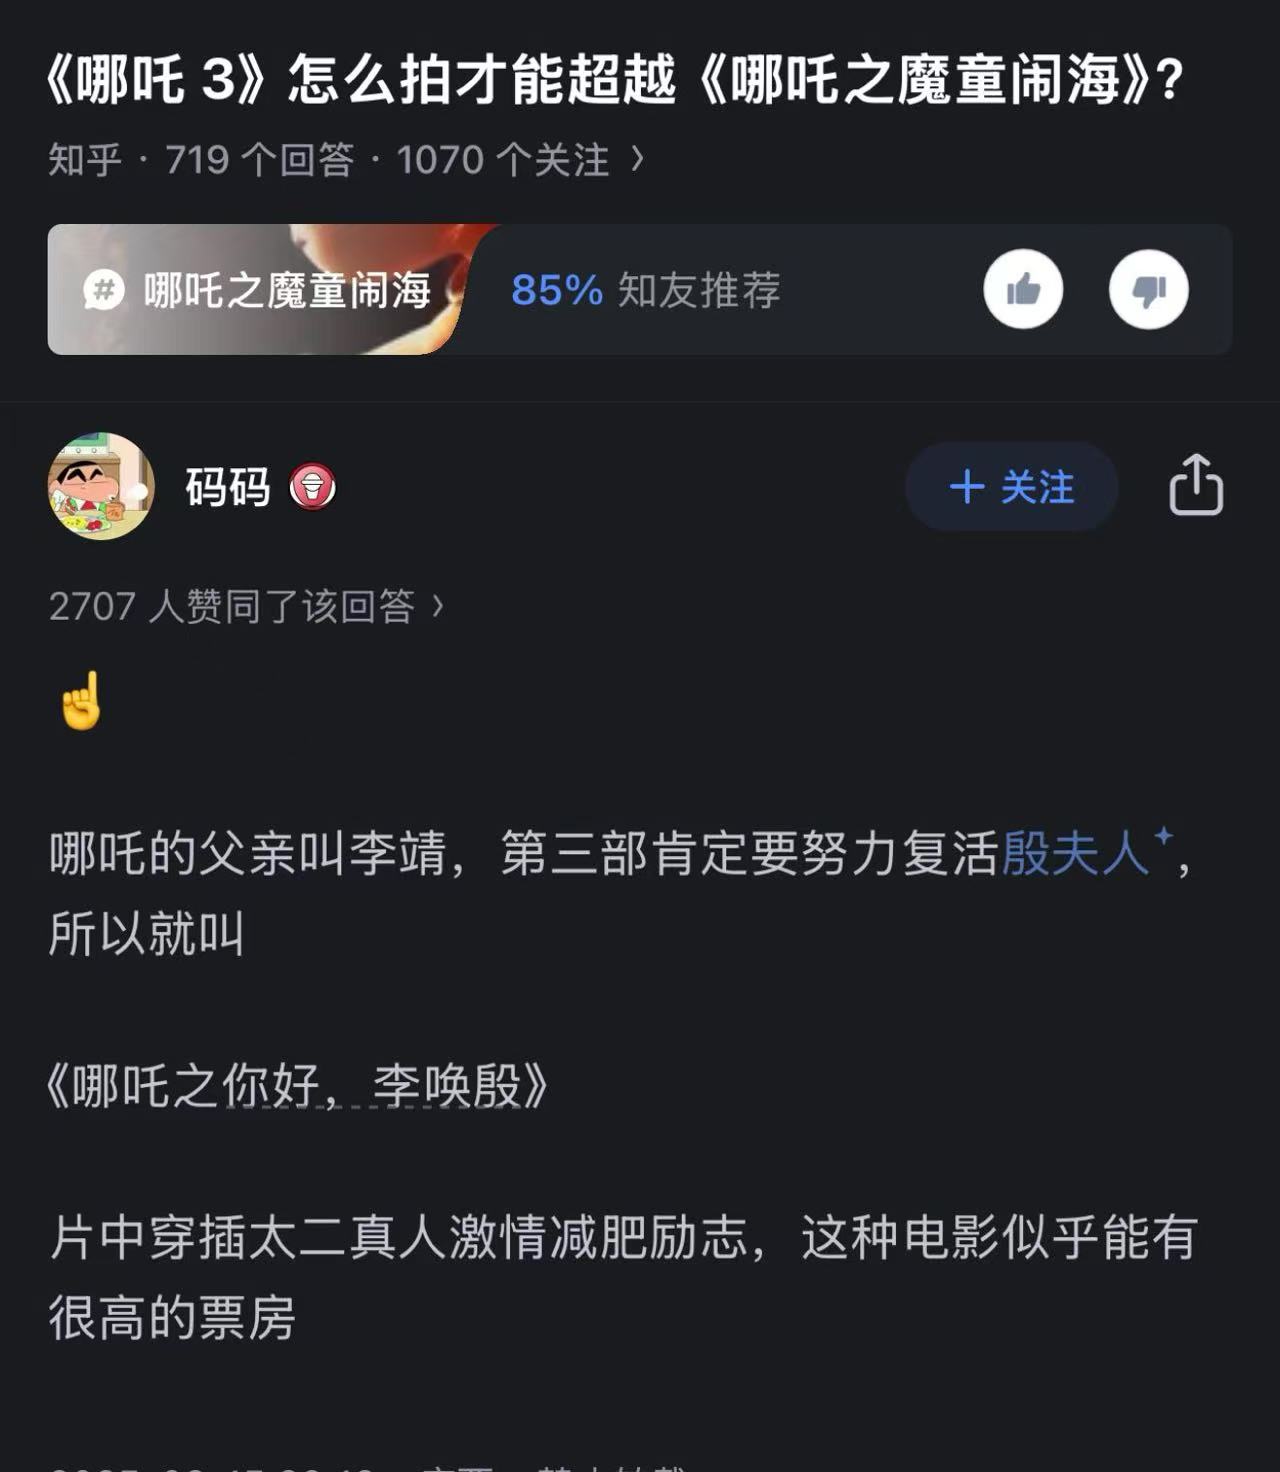 《哪吒 3》怎么拍才能超越《哪吒之魔童闹海》?
知乎 · 719 个回答 · 1070 个关注 >
# 哪吒之魔童闹海
85% 知友推荐
码码
+ 关注
2707 人赞同了该回答 >
☝
哪吒的父亲叫李靖，第三部肯定要努力复活殷夫人，
所以就叫
《哪吒之你好，李唤殷》
片中穿插太二真人激情减肥励志，这种电影似乎能有
很高的票房